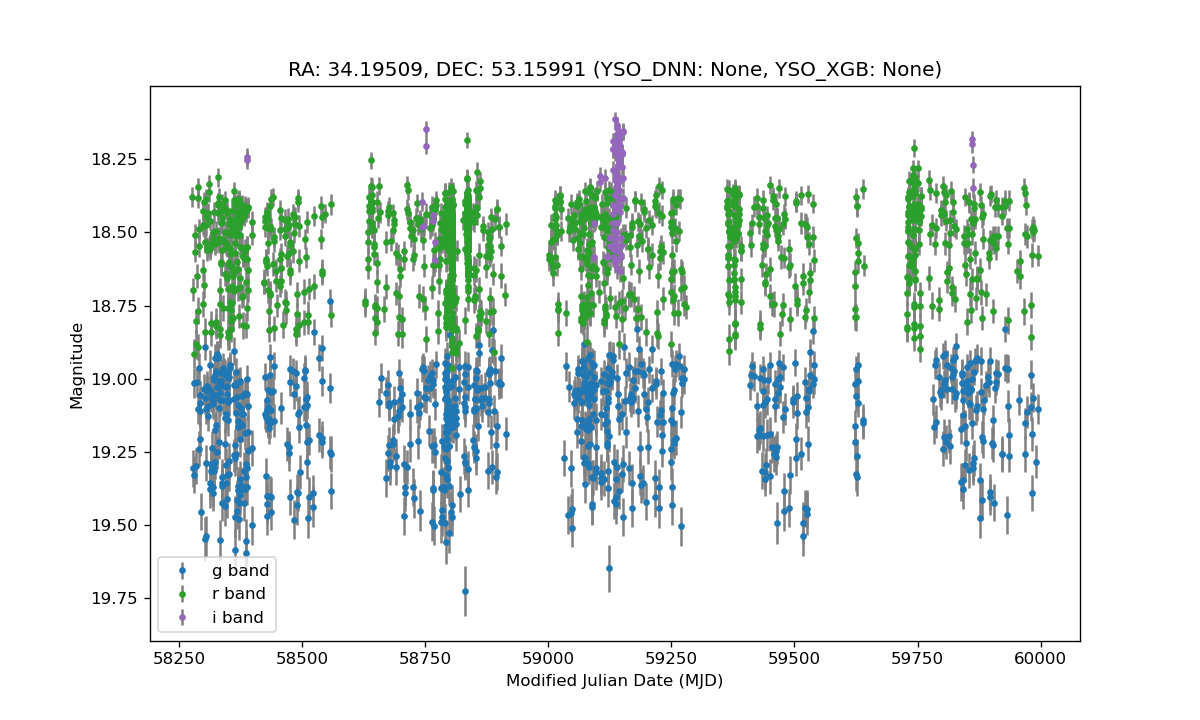 RA: 34.19509, DEC: 53.15991 (YSO_DNN: None, YSO_XGB: None)
Magnitude
18.25
18.50
18.75
19.00
19.25
19.50
19.75
g band
r band
i band
58250 58500 58750 59000 59250 59500 59750 60000
Modified Julian Date (MJD)